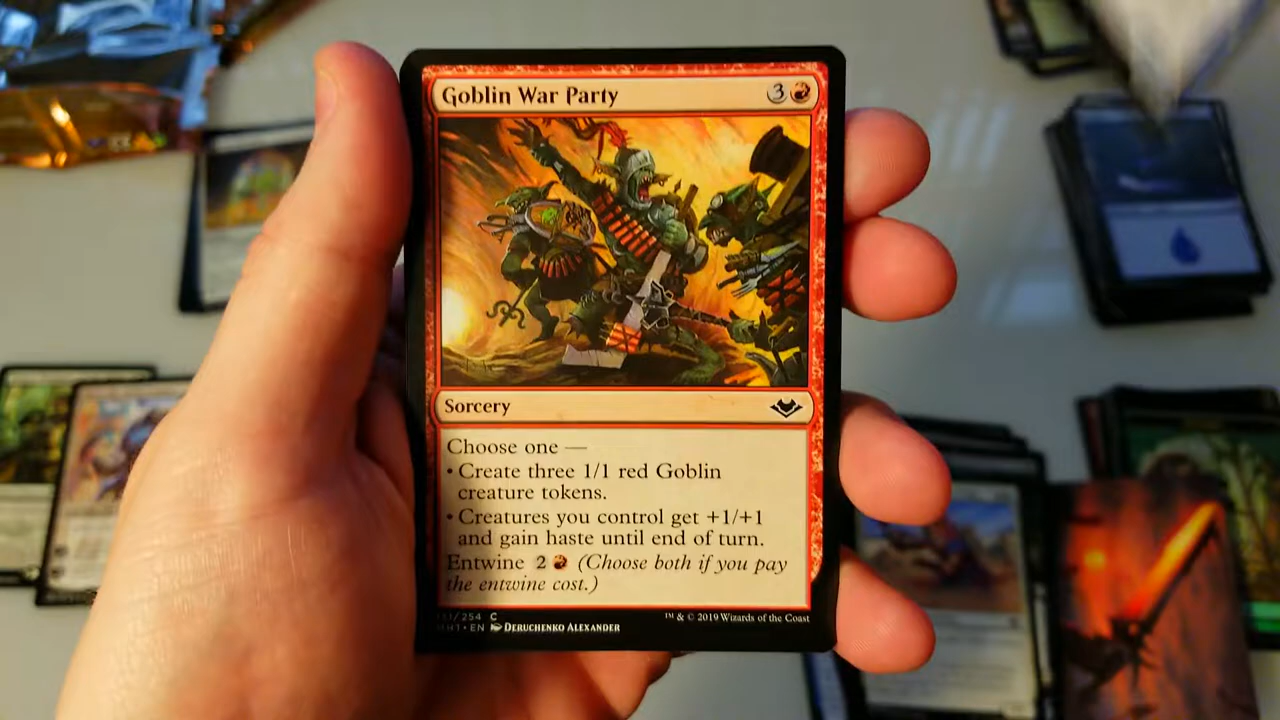 Goblin War Party 3
Sorcery
Choose one —
• Create three 1/1 red Goblin
creature tokens.
• Creatures you control get +1/+1
and gain haste until end of turn.
Entwine 2 (Choose both if you pay
the entwine cost.)
/254 C
• EN DERUCHENKO ALEXANDER
™ & © 2019 Wizards of the Coast